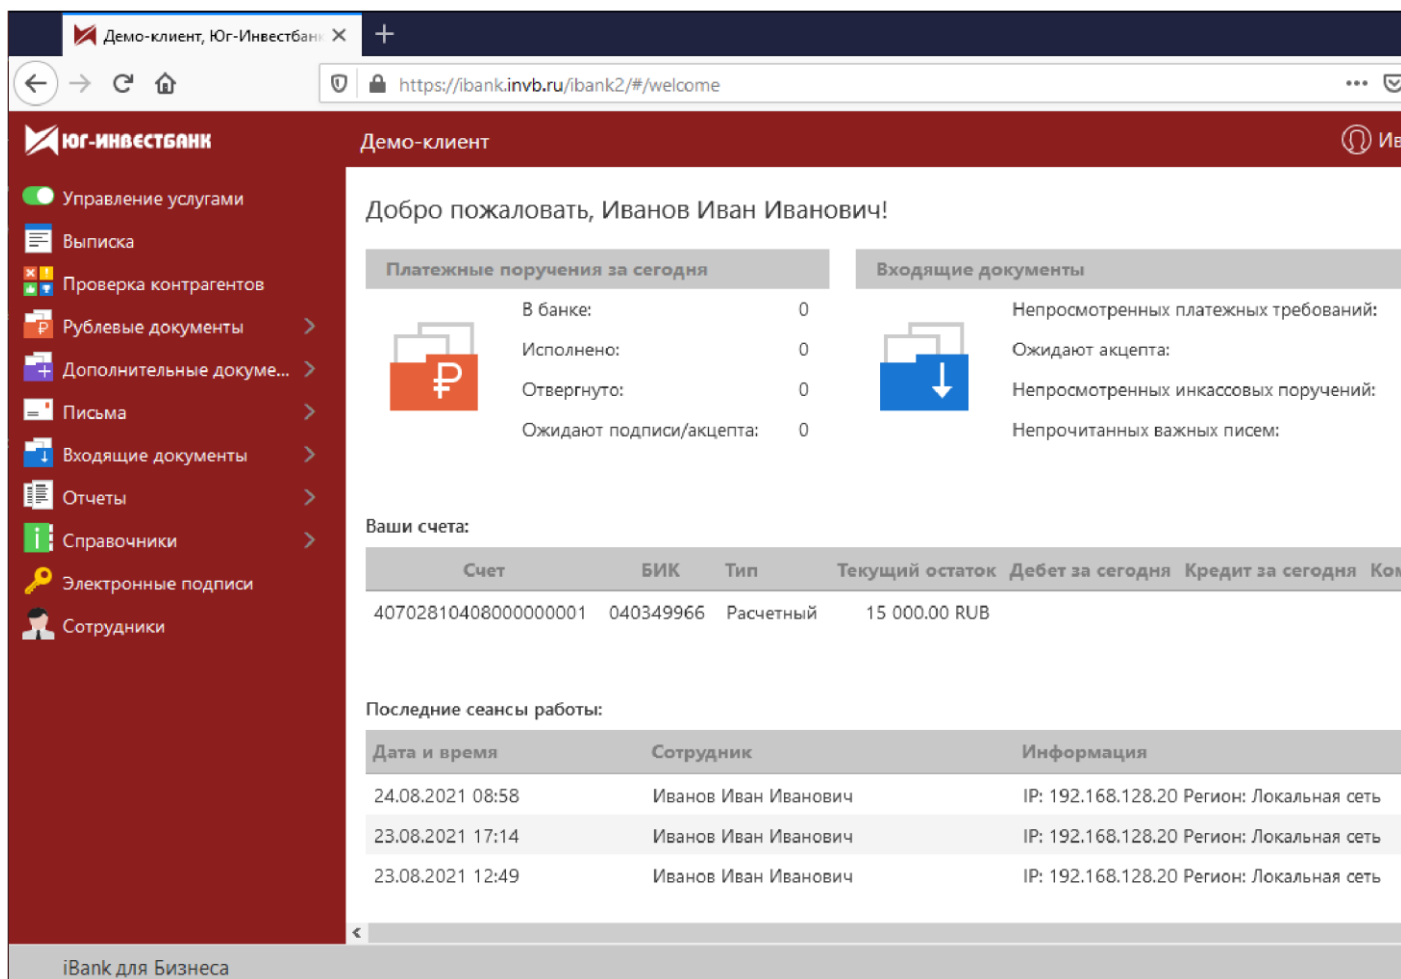 Демо-клиент, Юг-Инвестбанк
https://ibank.invb.ru/ibank2/#/welcome
ЮГ-ИНВЕСТБАНК
Демо-клиент
Управление услугами
Выписка
Проверка контрагентов
Рублевые документы
Дополнительные докуме...
Письма
Входящие документы
Отчеты
Справочники
Электронные подписи
Сотрудники
Добро пожаловать, Иванов Иван Иванович!
Платежные поручения за сегодня
В банке: 0
Исполнено: 0
Отвергнуто: 0
Ожидают подписи/акцепта: 0
Входящие документы
Непросмотренных платежных требований:
Ожидают акцепта:
Непросмотренных инкассовых поручений:
Непрочитанных важных писем:
Ваши счета:
Счет БИК Тип Текущий остаток Дебет за сегодня Кредит за сегодня
40702810408000000001 040349966 Расчетный 15 000.00 RUB
Последние сеансы работы:
Дата и время Сотрудник Информация
24.08.2021 08:58 Иванов Иван Иванович IP: 192.168.128.20 Регион: Локальная сеть
23.08.2021 17:14 Иванов Иван Иванович IP: 192.168.128.20 Регион: Локальная сеть
23.08.2021 12:49 Иванов Иван Иванович IP: 192.168.128.20 Регион: Локальная сеть
iBank для Бизнеса